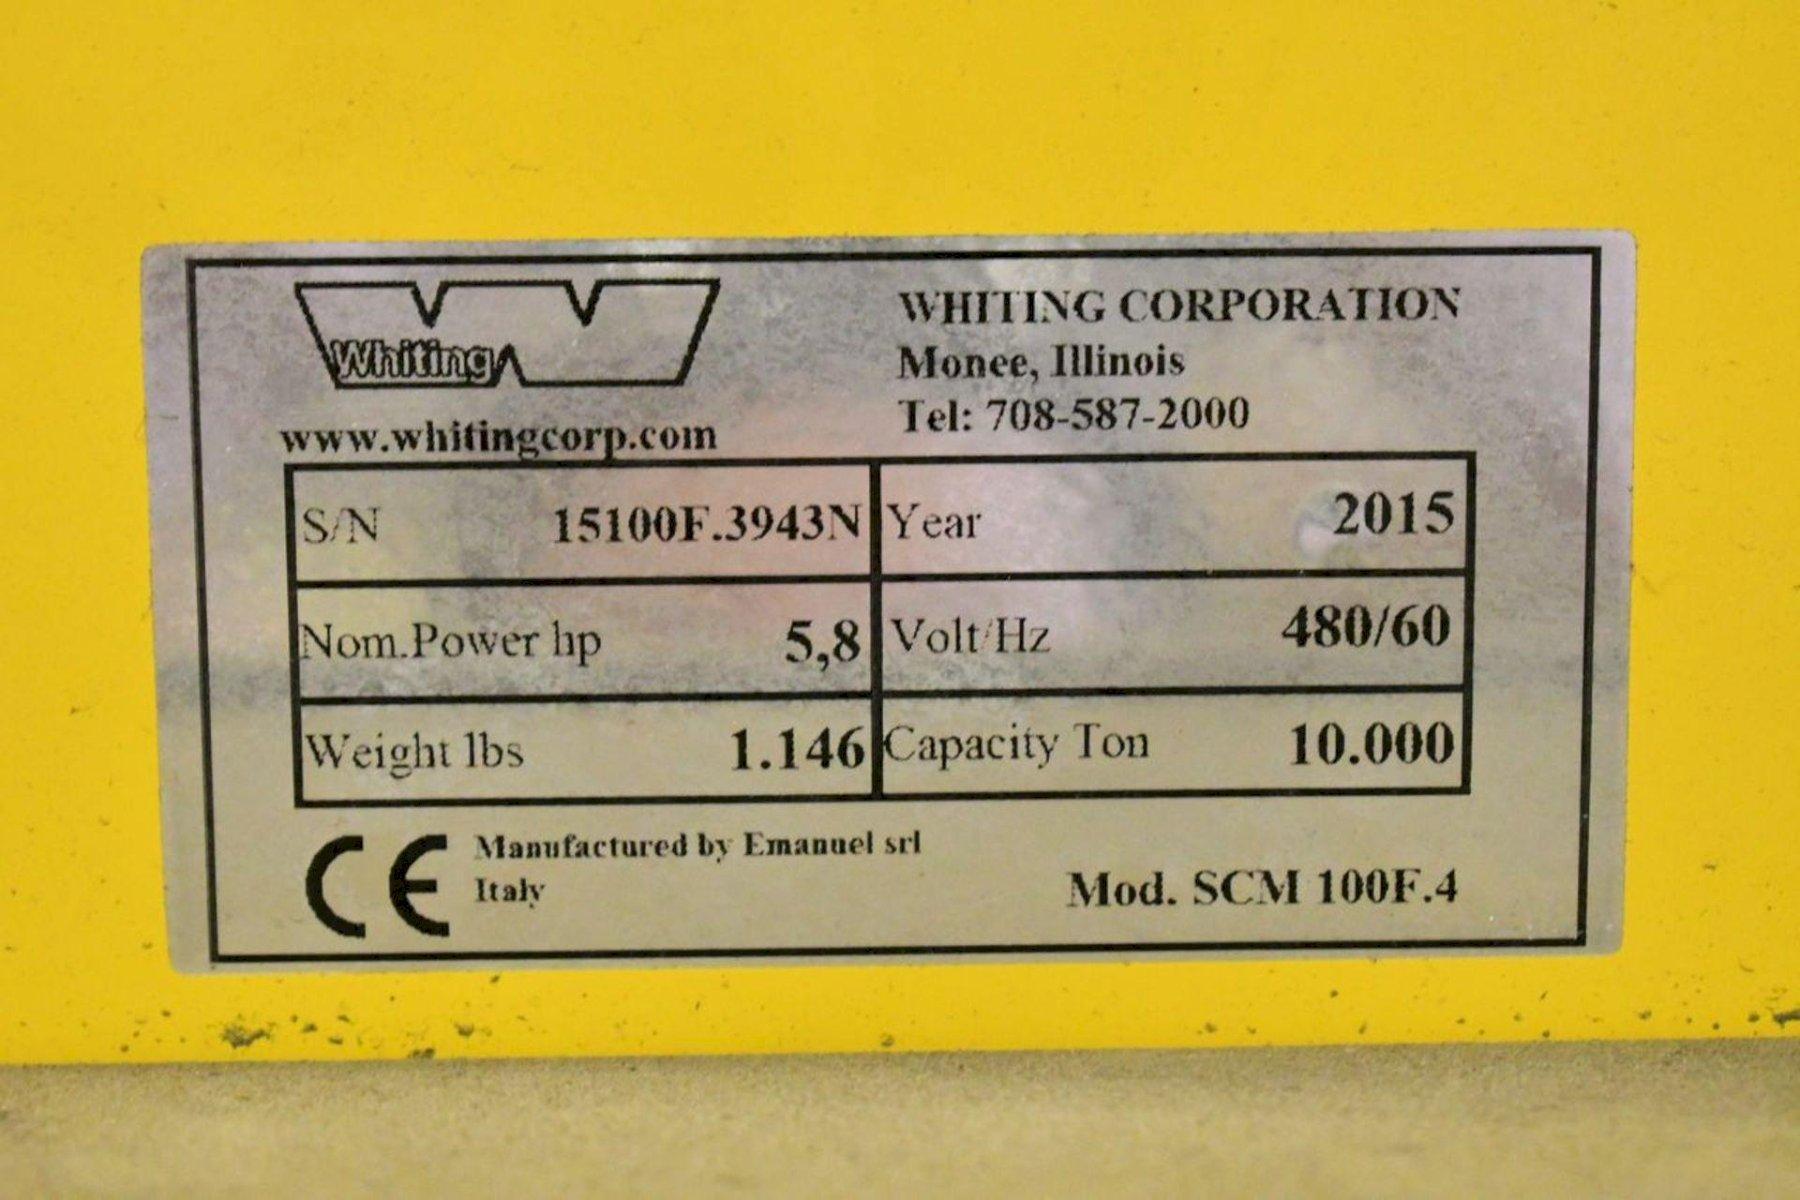 Whiting
www.whitingcorp.com
WHITING CORPORATION
Monee, Illinois
Tel: 708-587-2000
S/N 15100F.3943N Year 2015
Nom.Power hp 5,8 Volt/Hz 480/60
Weight lbs 1.146 Capacity Ton 10.000
CE Manufactured by Emanuel srl
Italy
Mod. SCM 100F.4